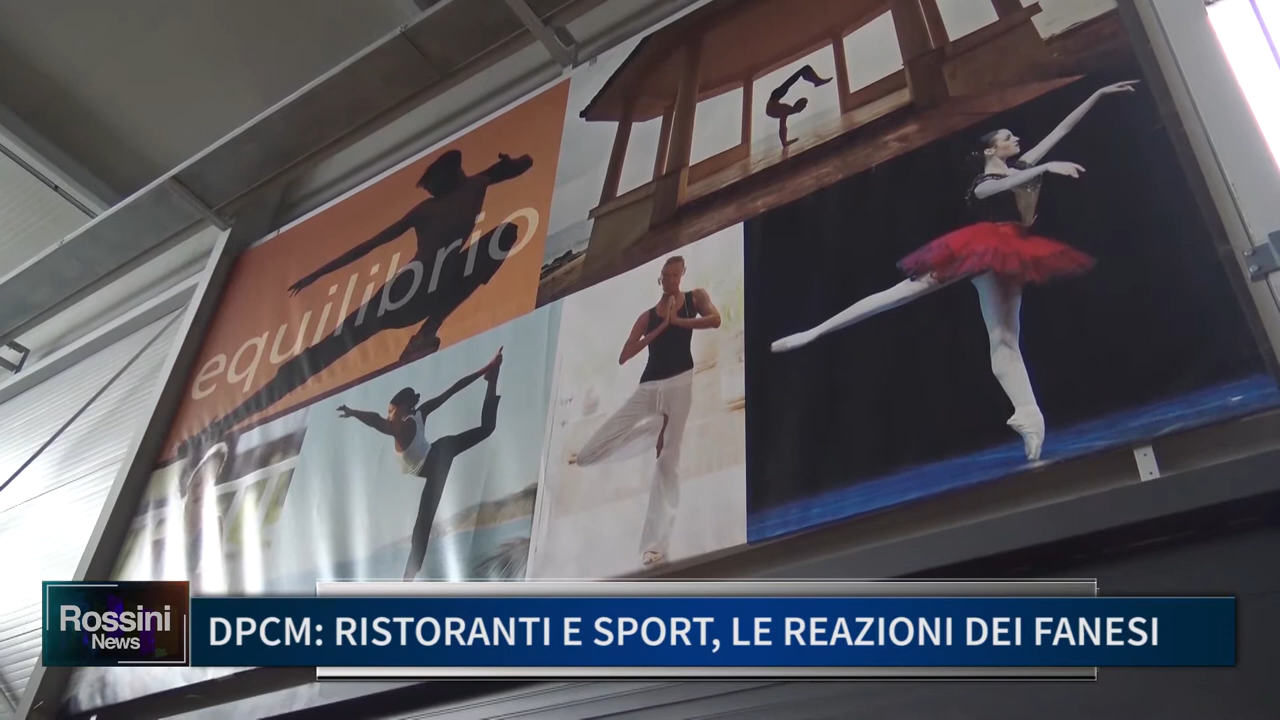 equilibrio
Rossini
News
DPCM: RISTORANTI E SPORT, LE REAZIONI DEI FANESI